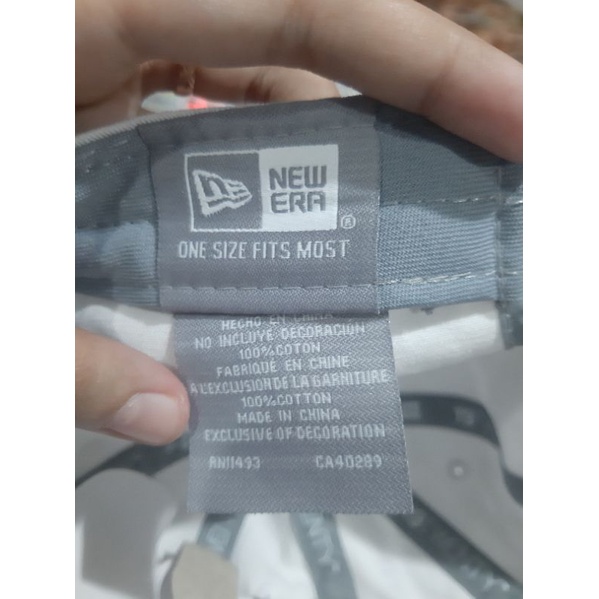 NEW
ERA
®
ONE SIZE FITS MOST
HECHO EN CHINA
NO INCLUYE DECORACION
100%COTON
FABRIQUÉ EN CHINE
A L'EXCLUSION DE LA GARNITURE
100%COTTON
MADE IN CHINA
EXCLUSIVE OF DECORATION
RN11493 CA40289